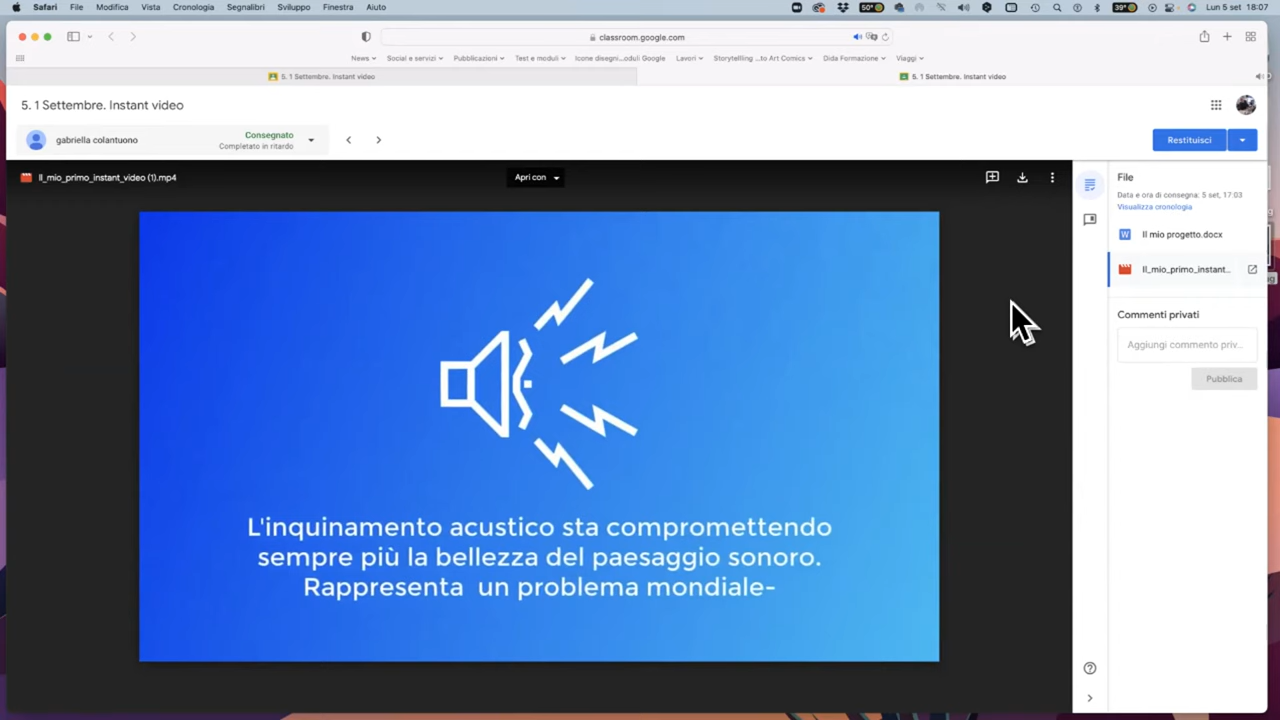 Safari File Modifica Vista Cronologia Segnalibri Sviluppo Finestra Aiuto 50° 39° Lun 5 set 18:07
classroom.google.com
News Social e servizi Pubblicazioni Test e moduli Icone disegni...oduli Google Lavori Storytelling ...to Art Comics Dida Formazione Viaggi
5. 1 Settembre. Instant video 5. 1 Settembre. Instant video
5. 1 Settembre. Instant video
gabriella colantuono Consegnato
Completato in ritardo
Restituisci
Il_mio_primo_instant_video (1).mp4 Apri con
File
Data e ora di consegna: 5 set, 17:03
Visualizza cronologia
W Il mio progetto.docx
Il_mio_primo_instant...
Commenti privati
Aggiungi commento priv...
Pubblica
L'inquinamento acustico sta compromettendo
sempre più la bellezza del paesaggio sonoro.
Rappresenta un problema mondiale-